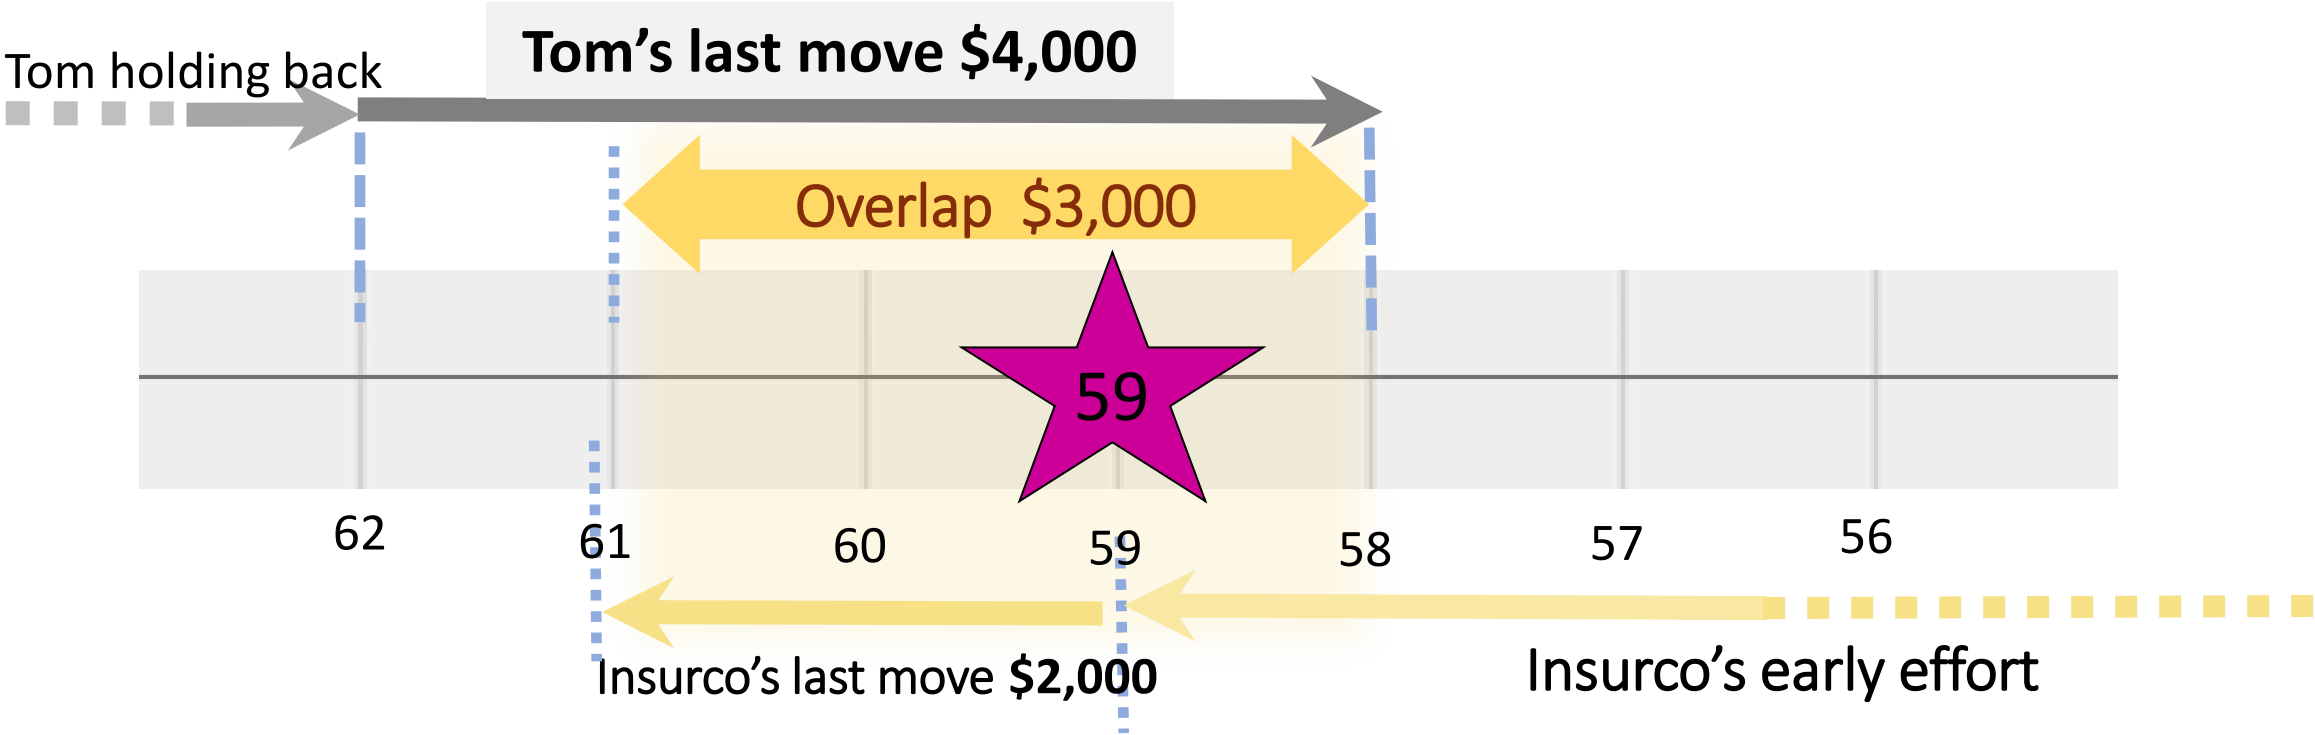 Tom's last move $4,000
Tom holding back
Overlap  $3,000
59
62
61
60
59
58
57
56
Insurco's last move $2,000
Insurco's early effort